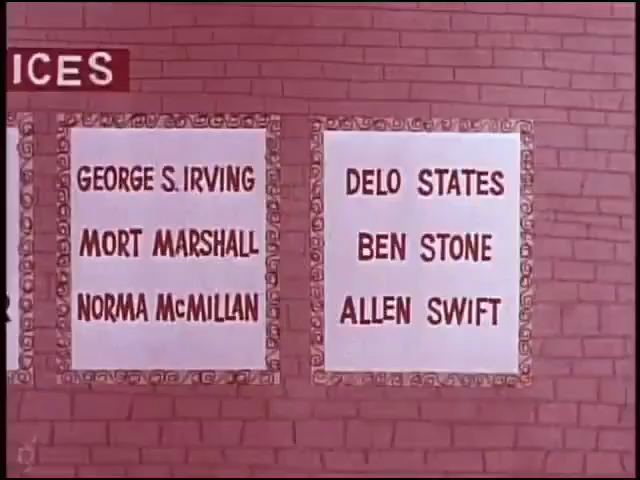 ICES
GEORGE S. IRVING
MORT MARSHALL
NORMA McMILLAN
DELO STATES
BEN STONE
ALLEN SWIFT